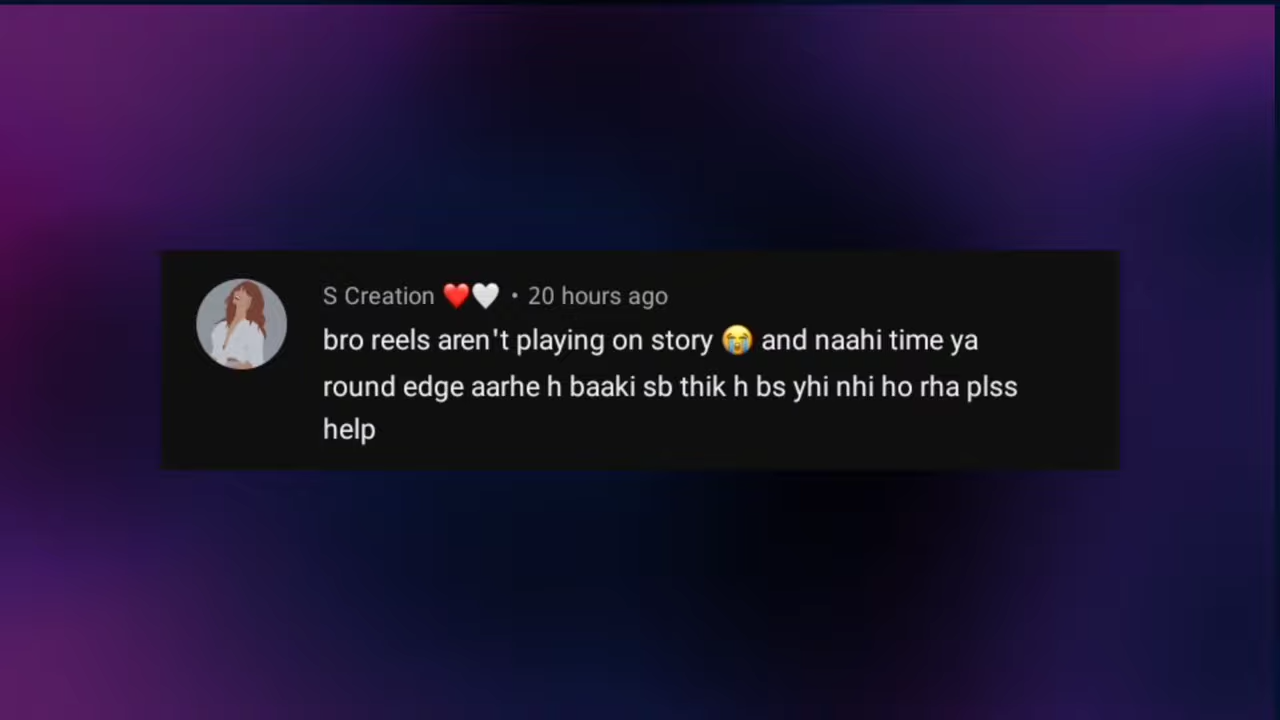 S Creation ❤️🤍 • 20 hours ago
bro reels aren't playing on story 😭 and naahi time ya
round edge aarhe h baaki sb thik h bs yhi nhi ho rha plss
help